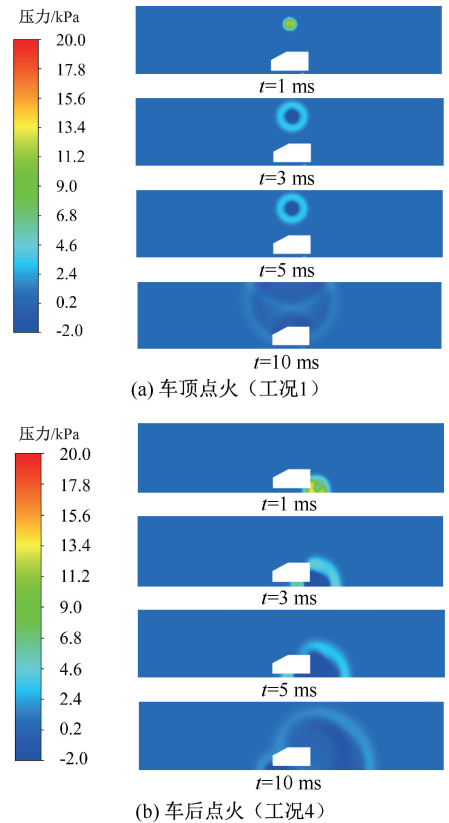 压力/kPa
20.0
17.8
15.6
13.4
11.2
9.0
6.8
4.6
2.4
0.2
-2.0
t=1 ms
t=3 ms
t=5 ms
t=10 ms
(a) 车顶点火（工况1）
压力/kPa
20.0
17.8
15.6
13.4
11.2
9.0
6.8
4.6
2.4
0.2
-2.0
t=1 ms
t=3 ms
t=5 ms
t=10 ms
(b) 车后点火（工况4）